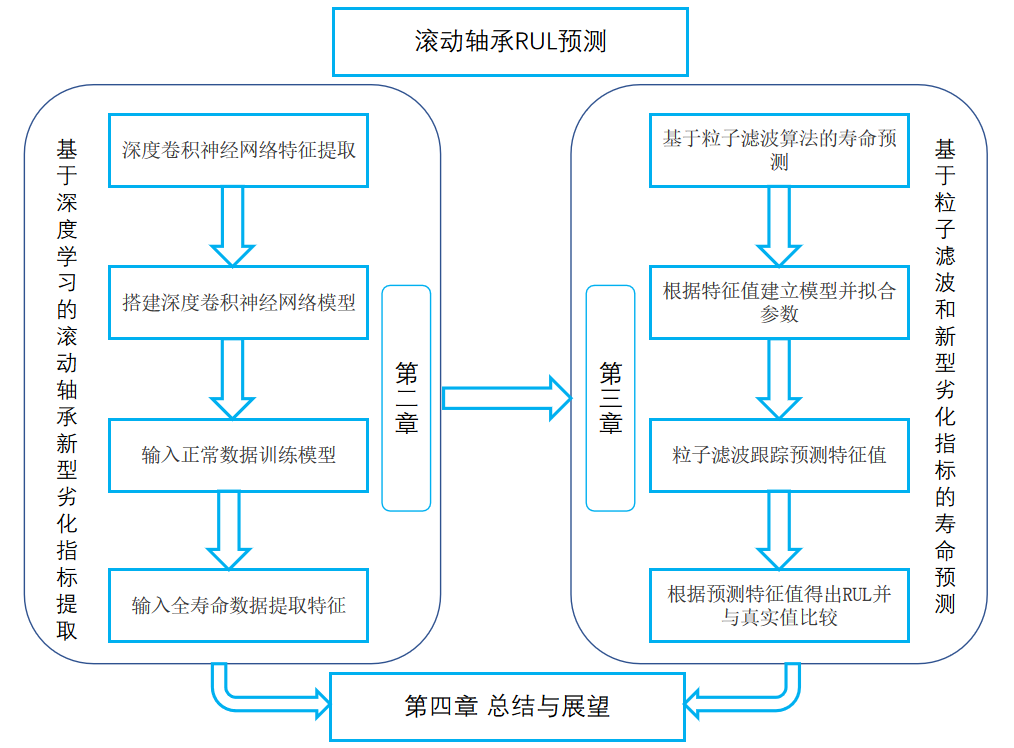 滚动轴承RUL预测
基于深度学习的滚动轴承新型劣化指标提取
深度卷积神经网络特征提取
搭建深度卷积神经网络模型
输入正常数据训练模型
输入全寿命数据提取特征
第二章
第三章
基于粒子滤波算法的寿命预
测
根据特征值建立模型并拟合
参数
粒子滤波跟踪预测特征值
根据预测特征值得出RUL并
与真实值比较
基于粒子滤波和新型劣化指标的寿命预测
第四章 总结与展望